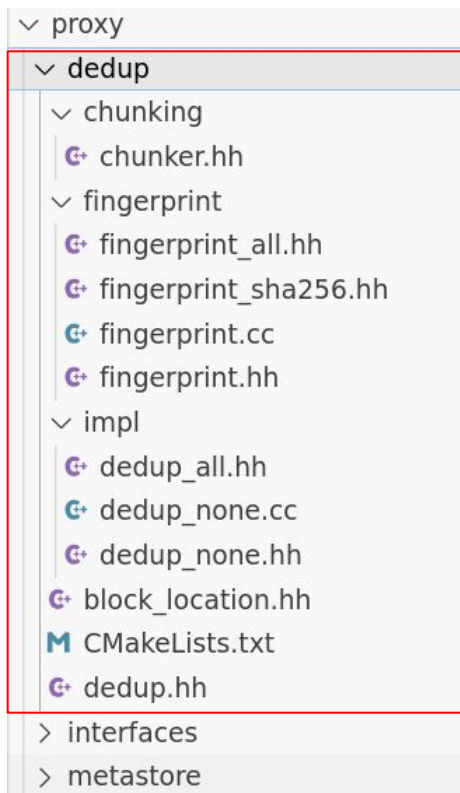 proxy
dedup
chunking
chunker.hh
fingerprint
fingerprint_all.hh
fingerprint_sha256.hh
fingerprint.cc
fingerprint.hh
impl
dedup_all.hh
dedup_none.cc
dedup_none.hh
block_location.hh
CMakeLists.txt
dedup.hh
interfaces
metastore